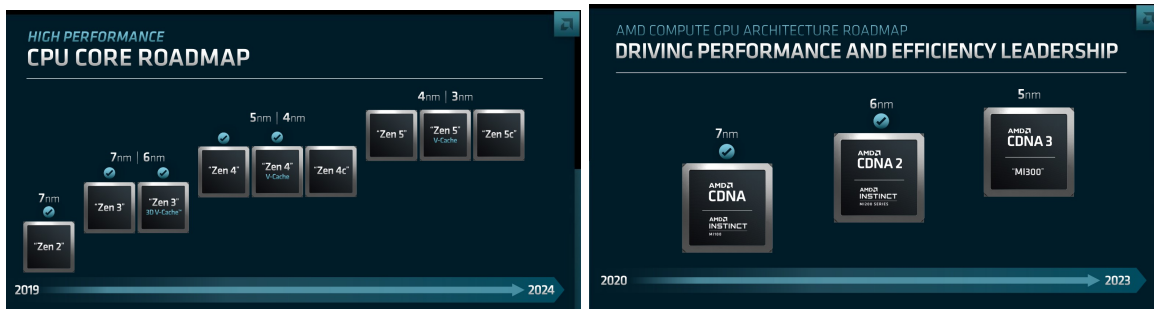 HIGH PERFORMANCE
CPU CORE ROADMAP
4nm | 3nm
"Zen 5"
"Zen 5"
V-Cache
"Zen 5c"
5nm | 4nm
"Zen 4"
"Zen 4"
V-Cache
"Zen 4c"
7nm | 6nm
"Zen 3"
"Zen 3"
3D V-Cache™
7nm
"Zen 2"
2019
2024
AMD COMPUTE GPU ARCHITECTURE ROADMAP
DRIVING PERFORMANCE AND EFFICIENCY LEADERSHIP
7nm
AMD
CDNA
AMD
INSTINCT
MI100
6nm
AMD
CDNA 2
AMD
INSTINCT
MI200 SERIES
5nm
AMD
CDNA 3
"MI300"
2020
2023